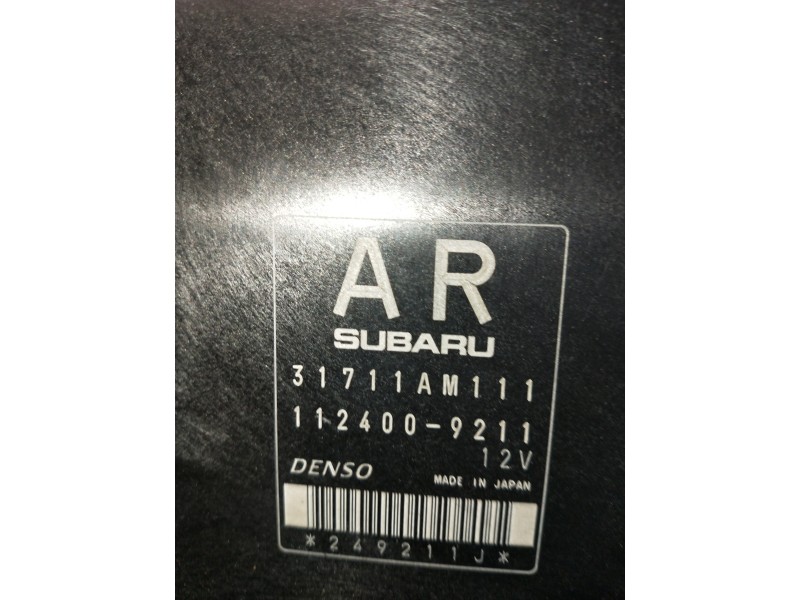 AR
SUBARU
31711AM111
112400-9211
12V
DENSO MADE IN JAPAN
*249211J*